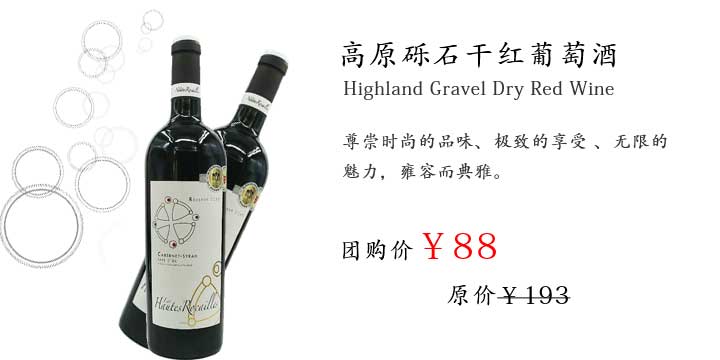 高原砾石干红葡萄酒
Highland Gravel Dry Red Wine
尊崇时尚的品味、极致的享受、无限的
魅力，雍容而典雅。
团购价¥88
原价¥193
CABERNET-SYRAH
Hautes Rocailles